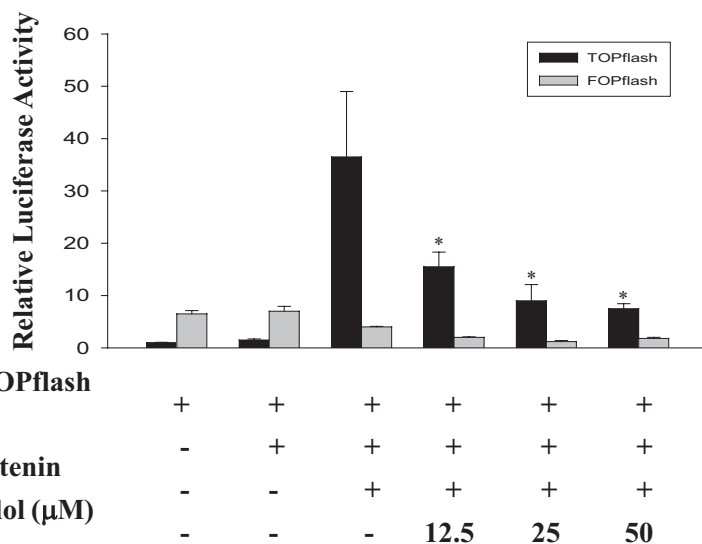 Relative Luciferase Activity
60
50
40
30
20
10
0
TOPflash
FOPflash
*
*
*
OPflash
+ + + + + +
- + + + + +
tenin
- - + + + +
lol (μM)
- - - 12.5 25 50